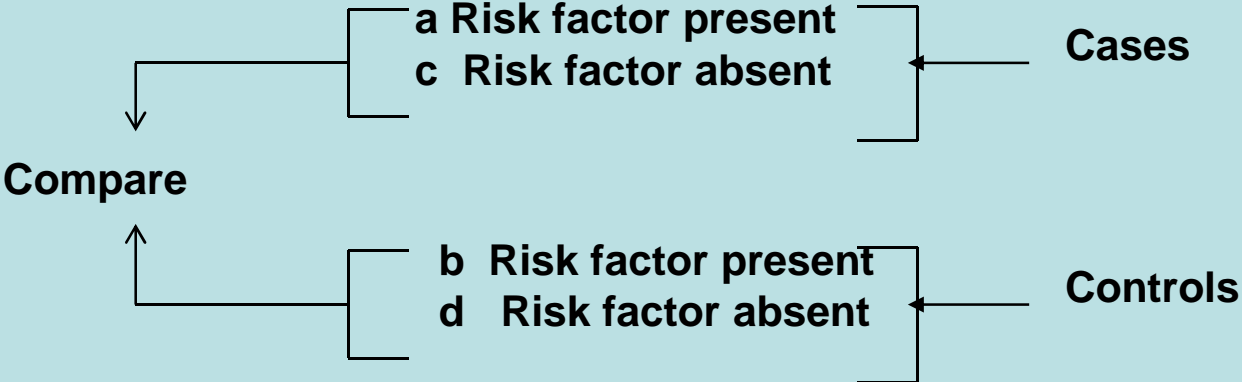 a Risk factor present
c Risk factor absent
Cases
Compare
b Risk factor present
d Risk factor absent
Controls